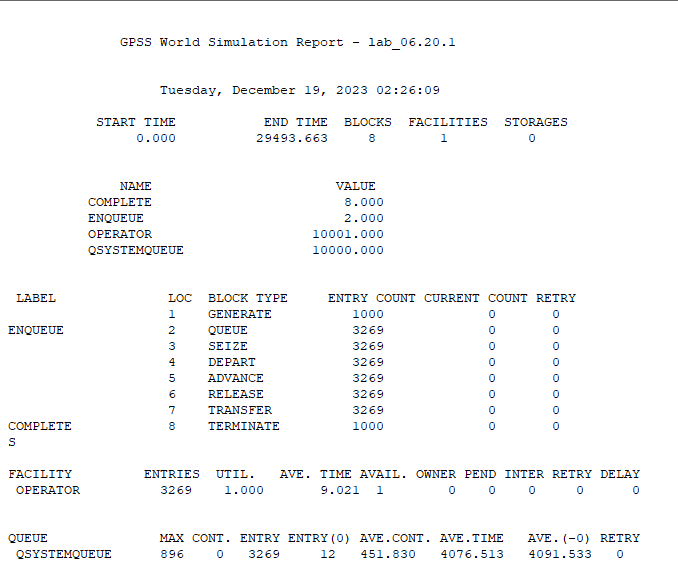 GPSS World Simulation Report - lab_06.20.1
Tuesday, December 19, 2023 02:26:09
START TIME END TIME BLOCKS FACILITIES STORAGES
0.000 29493.663 8 1 0
NAME VALUE
COMPLETE 8.000
ENQUEUE 2.000
OPERATOR 10001.000
QSYSTEMQUEUE 10000.000
LABEL LOC BLOCK TYPE ENTRY COUNT CURRENT COUNT RETRY
1 GENERATE 1000 0 0
ENQUEUE 2 QUEUE 3269 0 0
3 SEIZE 3269 0 0
4 DEPART 3269 0 0
5 ADVANCE 3269 0 0
6 RELEASE 3269 0 0
7 TRANSFER 3269 0 0
COMPLETE 8 TERMINATE 1000 0 0
S
FACILITY ENTRIES UTIL. AVE. TIME AVAIL. OWNER PEND INTER RETRY DELAY
OPERATOR 3269 1.000 9.021 1 0 0 0 0 0
QUEUE MAX CONT. ENTRY ENTRY(0) AVE.CONT. AVE.TIME AVE.(-0) RETRY
QSYSTEMQUEUE 896 0 3269 12 451.830 4076.513 4091.533 0